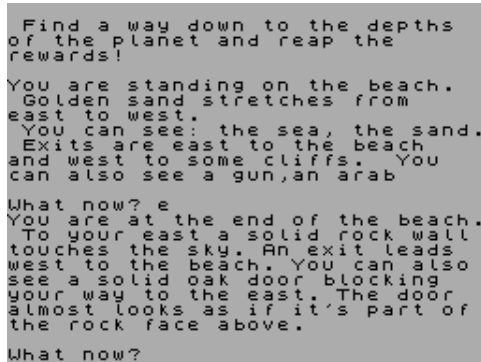 Find a way down to the depths
of the planet and reap the
rewards!
You are standing on the beach.
Golden sand stretches from
east to west.
You can see: the sea, the sand.
Exits are east to the beach
and west to some cliffs. You
can also see a gun,an arab
What now? e
You are at the end of the beach.
To your east a solid rock wall
touches the sky. An exit leads
west to the beach. You can also
see a solid oak door blocking
your way to the east. The door
almost looks as if it's part of
the rock face above.
What now?